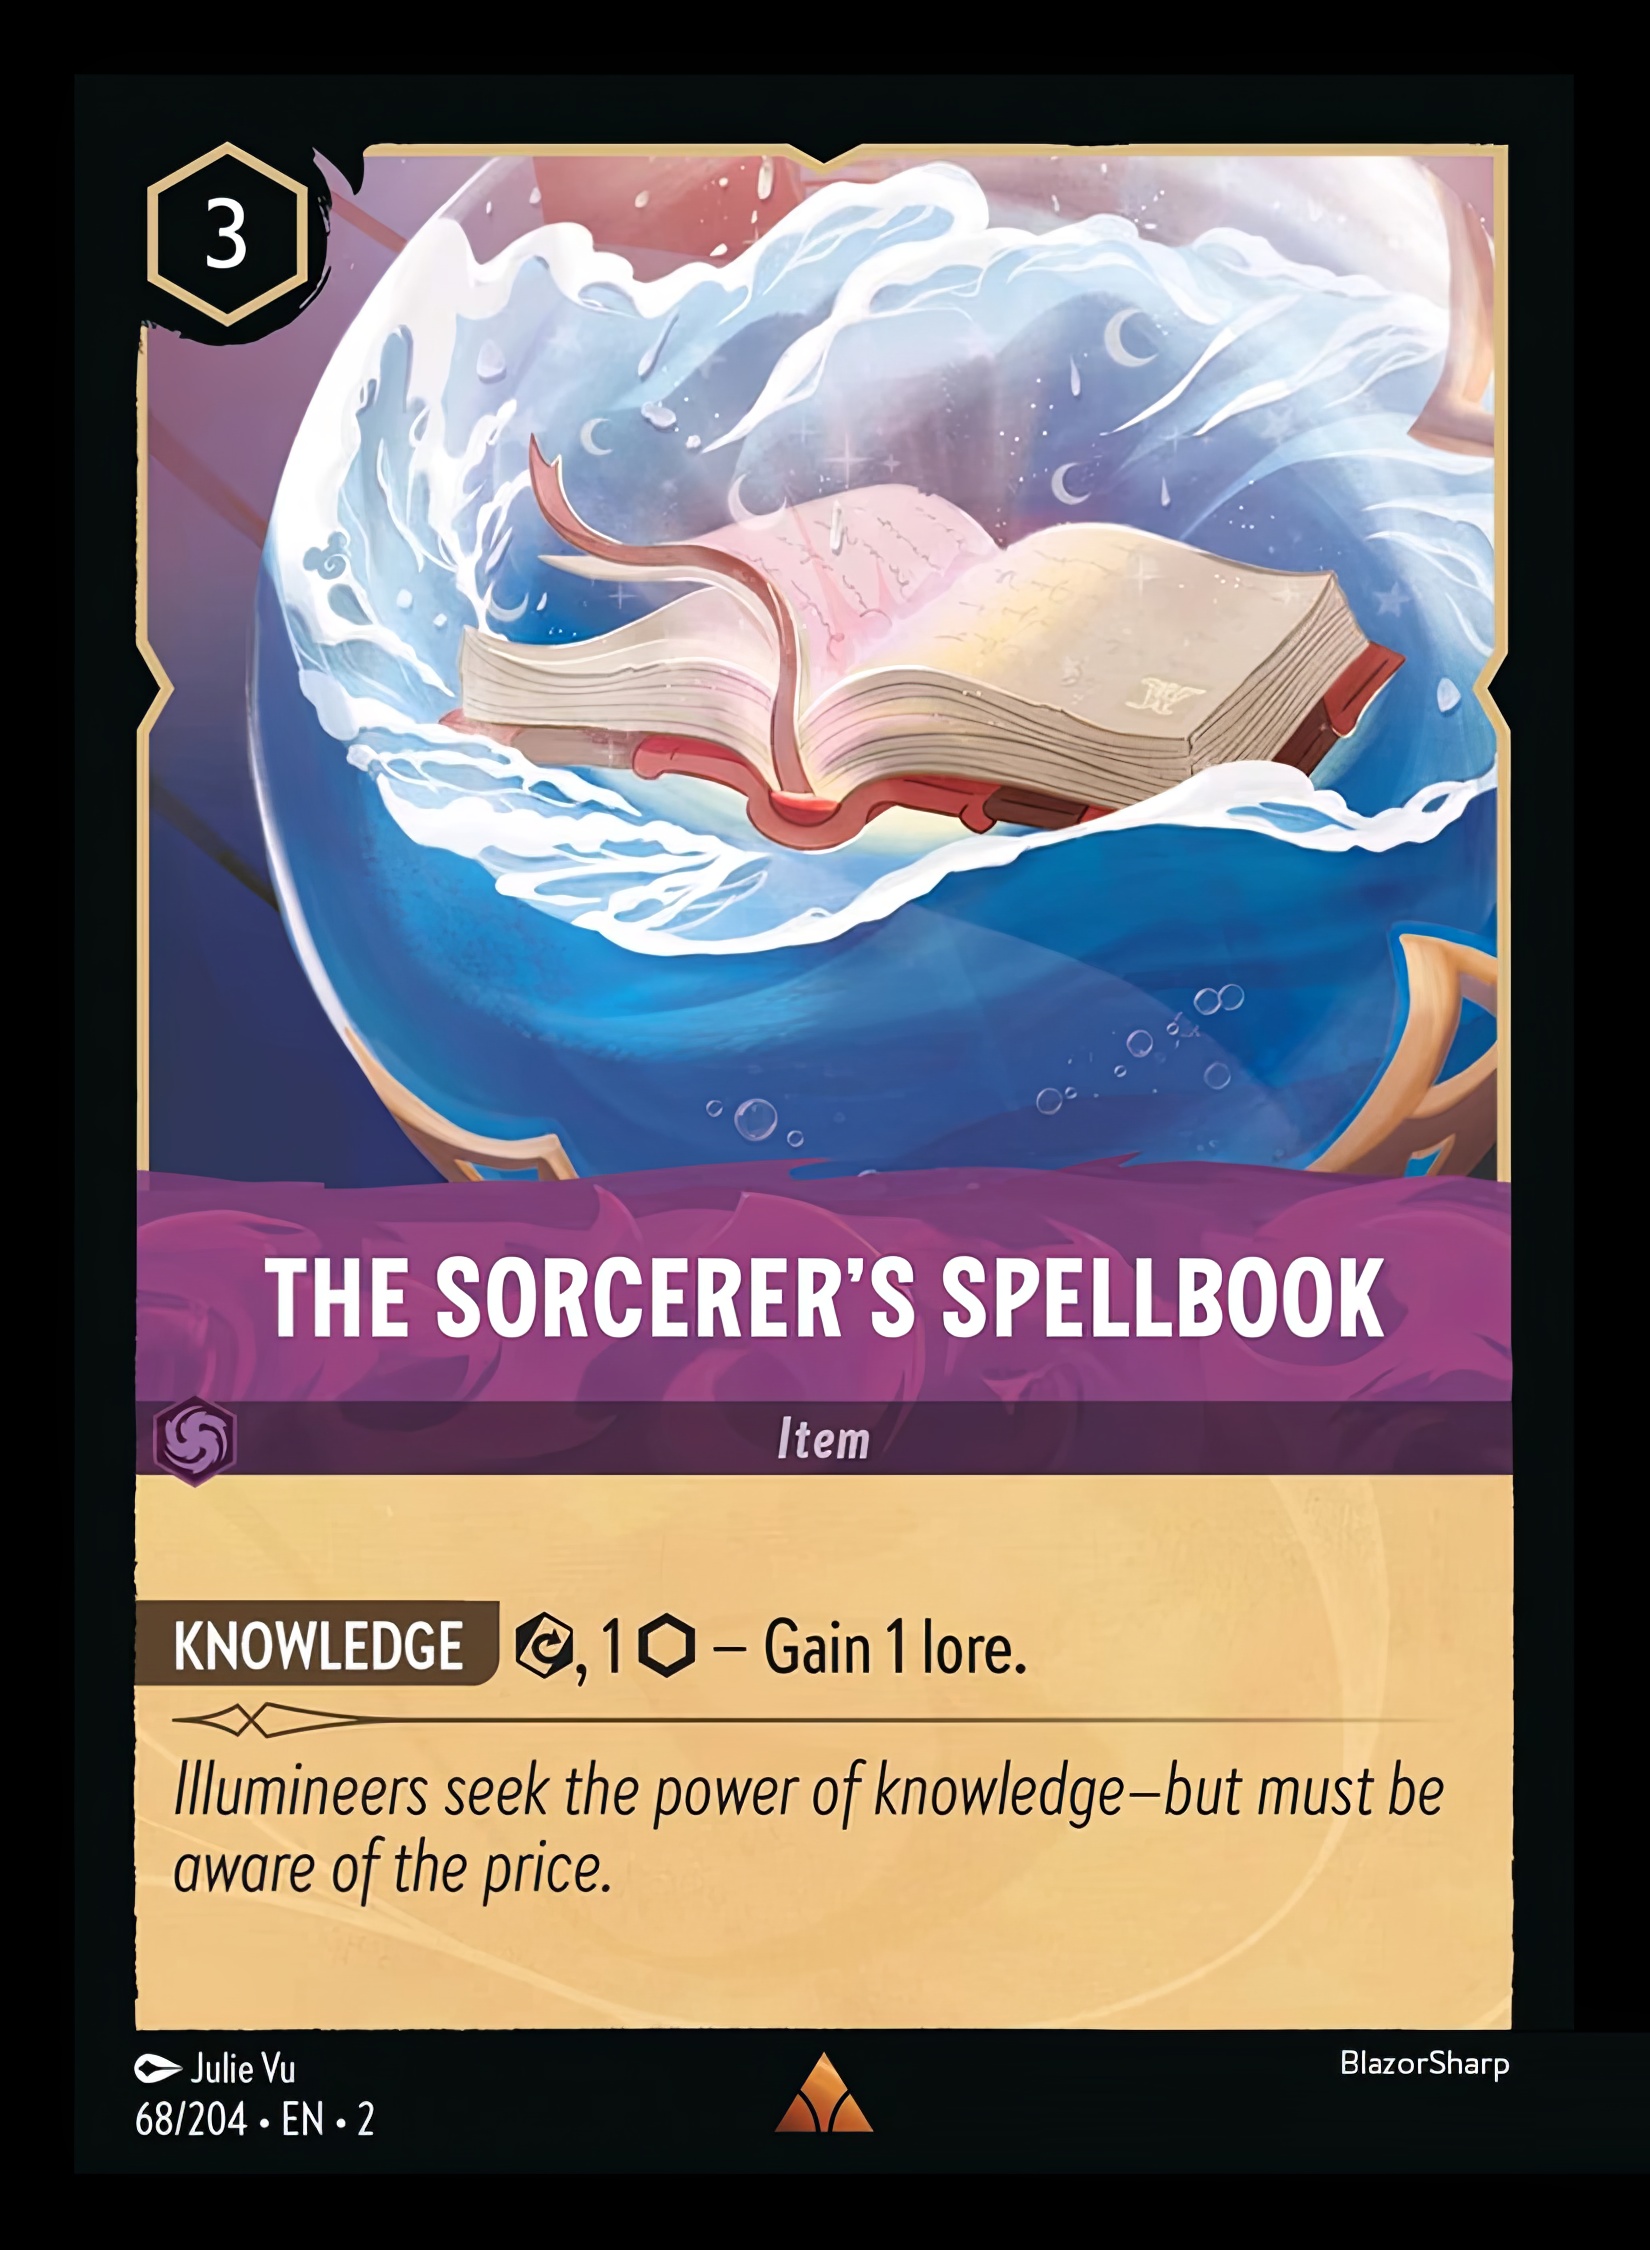 3
THE SORCERER'S SPELLBOOK
Item
KNOWLEDGE , 1 – Gain 1 lore.
Illumineers seek the power of knowledge–but must be
aware of the price.
Julie Vu
68/204 • EN • 2
BlazorSharp